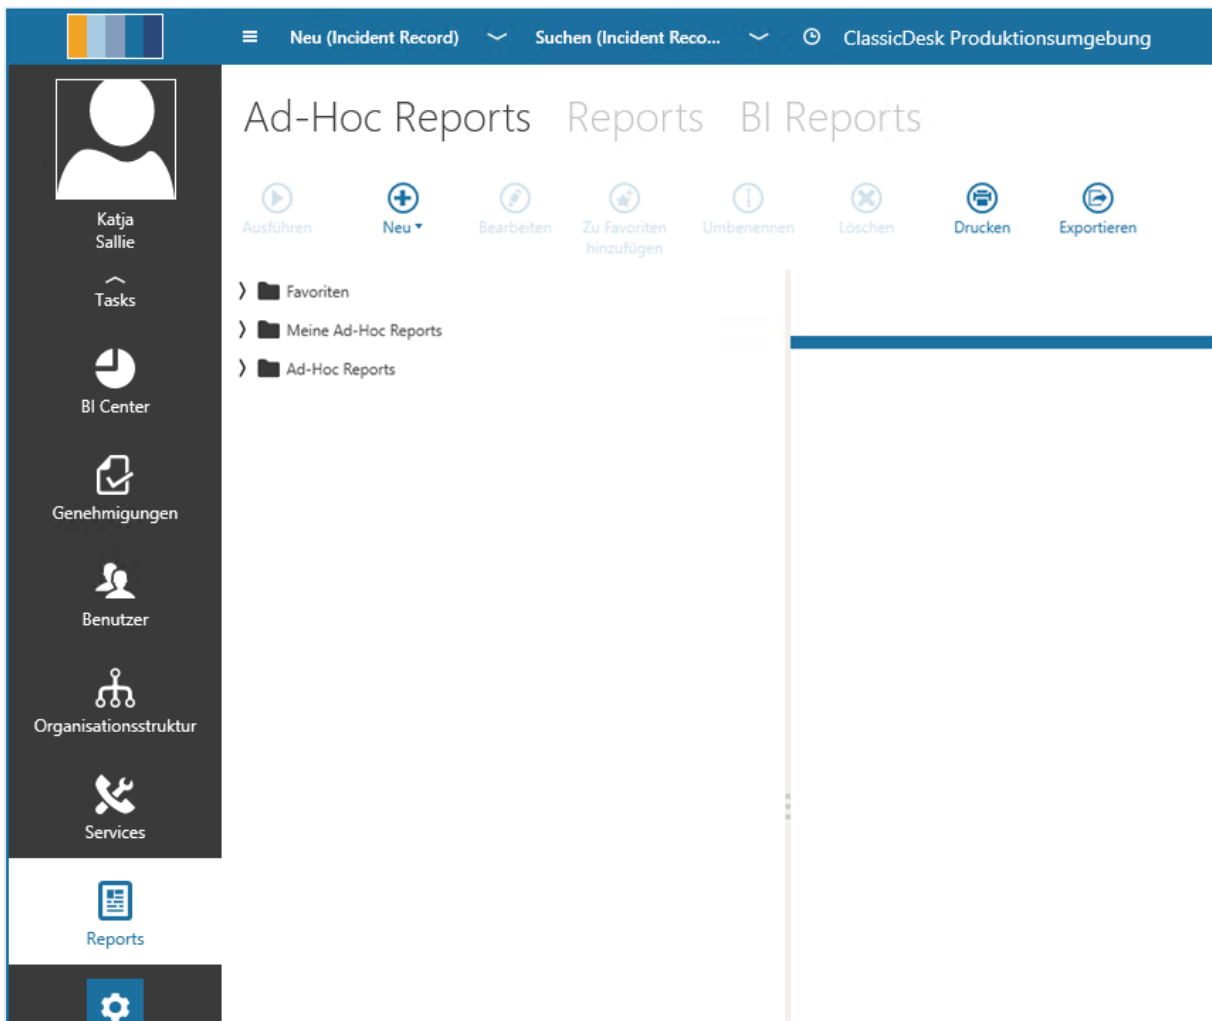 Neu (Incident Record)
Suchen (Incident Reco...
ClassicDesk Produktionsumgebung
Katja
Sallie
Tasks
BI Center
Genehmigungen
Benutzer
Organisationsstruktur
Services
Reports
Ad-Hoc Reports
Reports
BI Reports
Ausführen
Neu
Bearbeiten
Zu Favoriten
hinzufügen
Umbenennen
Löschen
Drucken
Exportieren
Favoriten
Meine Ad-Hoc Reports
Ad-Hoc Reports